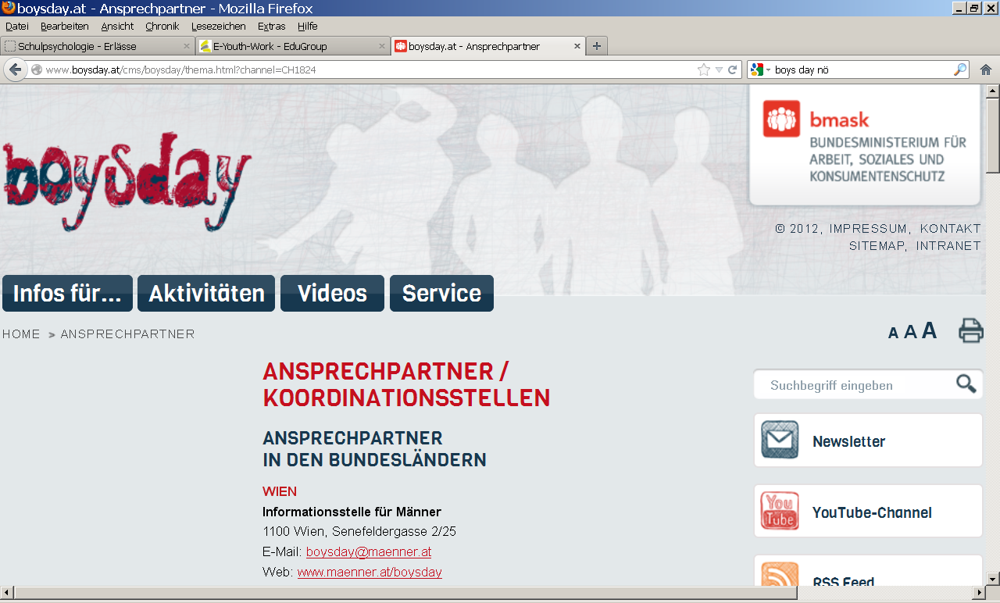 boysday.at - Ansprechpartner - Mozilla Firefox
Datei Bearbeiten Ansicht Chronik Lesezeichen Extras Hilfe
Schulpsychologie - Erlässe
E-Youth-Work - EduGroup
boysday.at - Ansprechpartner
www.boysday.at/cms/boysday/thema.html?channel=CH1824
boys day nö
boysday
bmask
BUNDESMINISTERIUM FÜR
ARBEIT, SOZIALES UND
KONSUMENTENSCHUTZ
© 2012, IMPRESSUM, KONTAKT
SITEMAP, INTRANET
Infos für... Aktivitäten Videos Service
HOME > ANSPRECHPARTNER
A A A
ANSPRECHPARTNER /
KOORDINATIONSSTELLEN
ANSPRECHPARTNER
IN DEN BUNDESLÄNDERN
WIEN
Informationsstelle für Männer
1100 Wien, Senefeldergasse 2/25
E-Mail: boysday@maenner.at
Web: www.maenner.at/boysday
Suchbegriff eingeben
Newsletter
You Tube
YouTube-Channel
RSS Feed